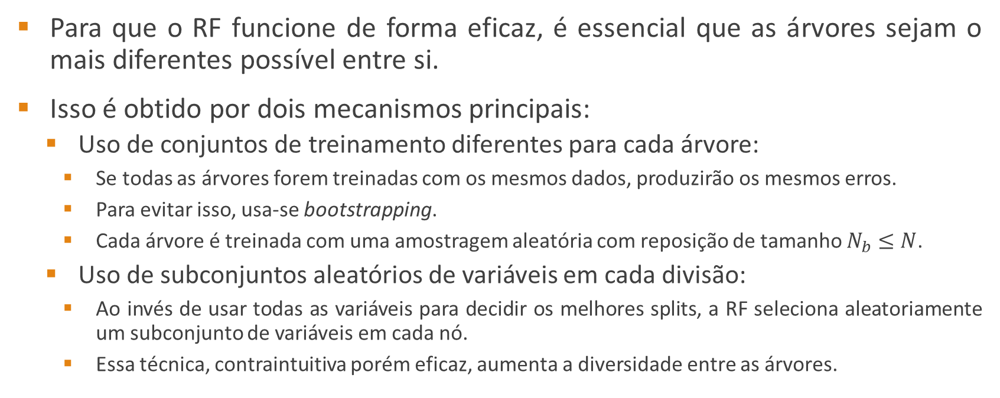 Para que o RF funcione de forma eficaz, é essencial que as árvores sejam o
mais diferentes possível entre si.
Isso é obtido por dois mecanismos principais:
Uso de conjuntos de treinamento diferentes para cada árvore:
Se todas as árvores forem treinadas com os mesmos dados, produzirão os mesmos erros.
Para evitar isso, usa-se bootstrapping.
Cada árvore é treinada com uma amostragem aleatória com reposição de tamanho N_b ≤ N.
Uso de subconjuntos aleatórios de variáveis em cada divisão:
Ao invés de usar todas as variáveis para decidir os melhores splits, a RF seleciona aleatoriamente
um subconjunto de variáveis em cada nó.
Essa técnica, contraintuitiva porém eficaz, aumenta a diversidade entre as árvores.